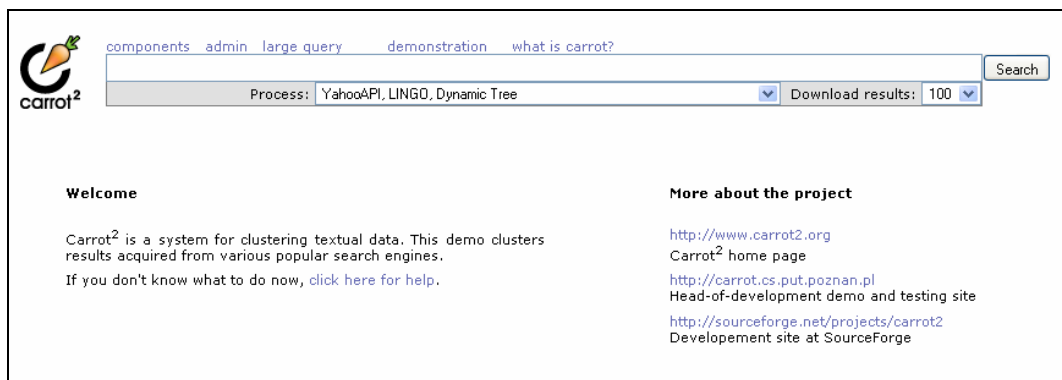 components admin large query demonstration what is carrot?
Search
carrot²
Process: YahooAPI, LINGO, Dynamic Tree Download results: 100
Welcome
Carrot² is a system for clustering textual data. This demo clusters
results acquired from various popular search engines.
If you don't know what to do now, click here for help.
More about the project
http://www.carrot2.org
Carrot² home page
http://carrot.cs.put.poznan.pl
Head-of-development demo and testing site
http://sourceforge.net/projects/carrot2
Developement site at SourceForge